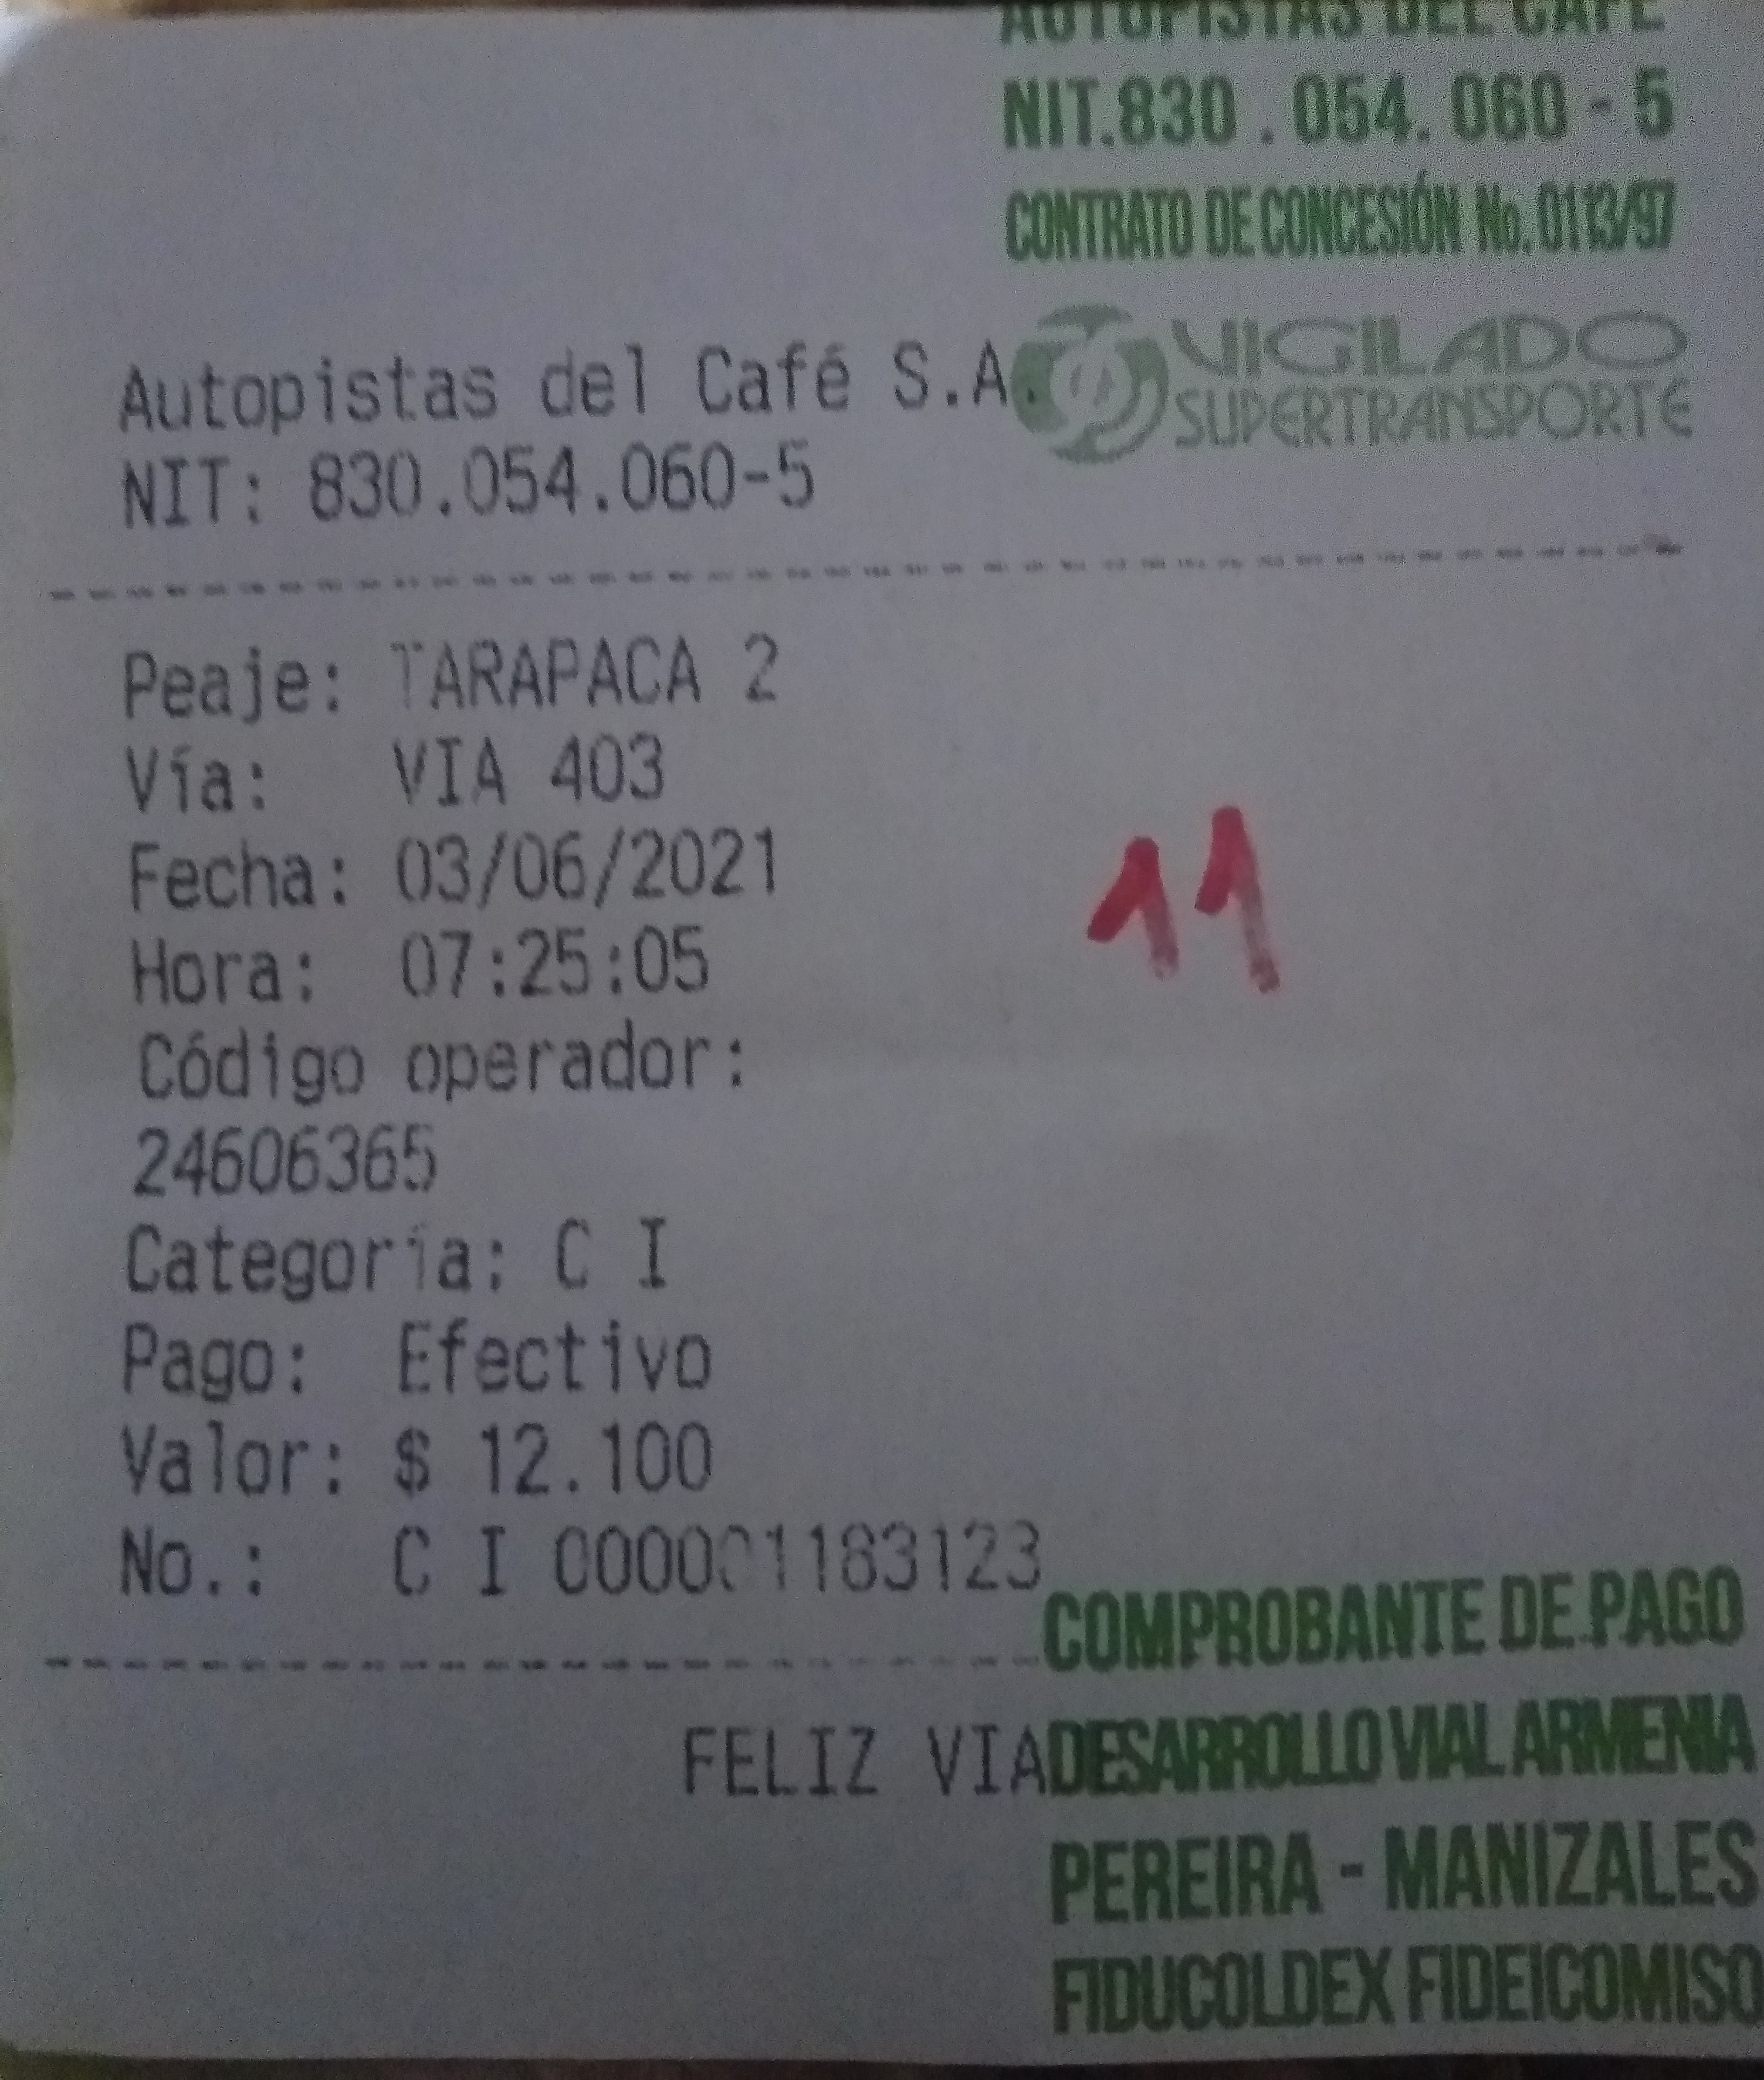 AUTOPISTAS DEL CAFE
NIT.830.054.060-5
CONTRATO DE CONCESIÓN No. 0113/97
VIGILADO
SUPERTRANSPORTE
Autopistas del Café S.A.
NIT: 830.054.060-5
Peaje: TARAPACA 2
Vía: VIA 403
Fecha: 03/06/2021
11
Hora: 07:25:05
Código operador:
24606365
Categoría: C I
Pago: Efectivo
Valor: $ 12.100
No.: C I 000001163123
COMPROBANTE DE PAGO
FELIZ VIA
DESARROLLO VIAL ARMENIA
PEREIRA - MANIZALES
FIDUCOLDEX FIDEICOMISO